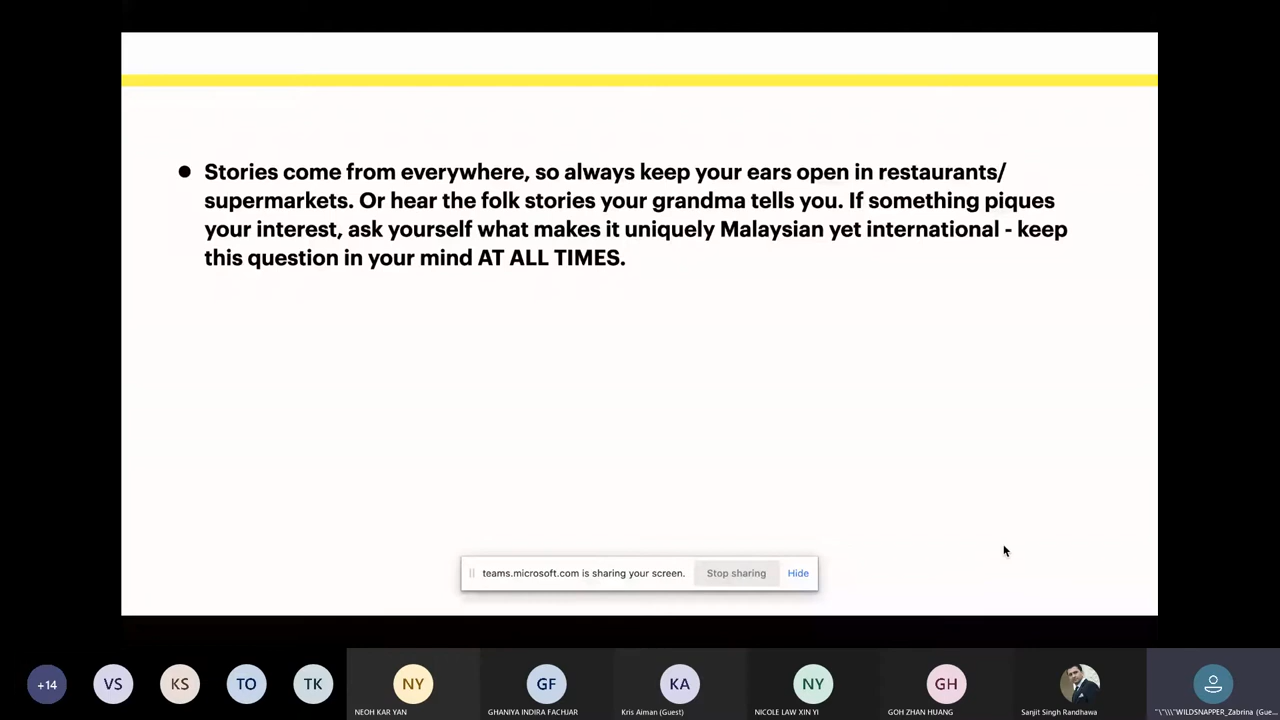 ● Stories come from everywhere, so always keep your ears open in restaurants/
supermarkets. Or hear the folk stories your grandma tells you. If something piques
your interest, ask yourself what makes it uniquely Malaysian yet international - keep
this question in your mind AT ALL TIMES.
teams.microsoft.com is sharing your screen. Stop sharing Hide
+14 VS KS TO TK NY GF KA NY GH
NEOH KAR YAN GHANIYA INDIRA FACHJAR Kris Aiman (Guest) NICOLE LAW XIN YI GOH ZHAN HUANG Sanjit Singh Randhawa "\"\\\"WILDSNAPPER_Zabrina (Gue...